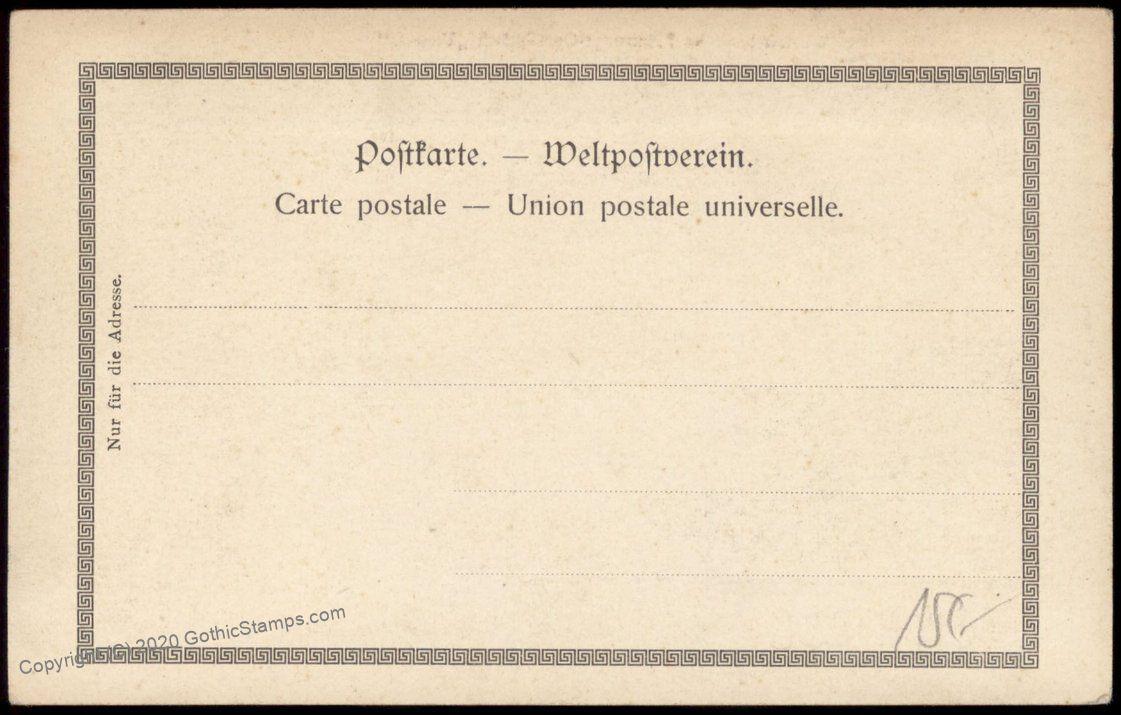 Postkarte. — Weltpostverein.
Carte postale — Union postale universelle.
Nur für die Adresse.
Copyright (C) 2020 GothicStamps.com